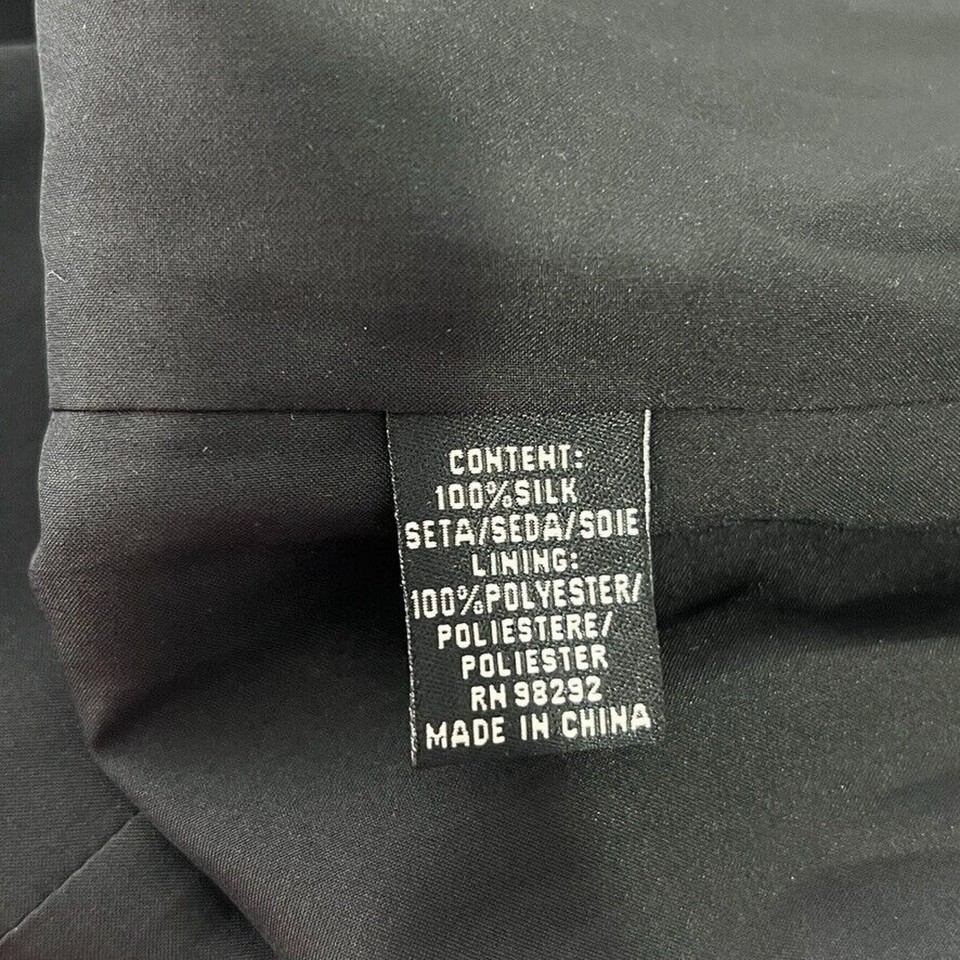 CONTENT:
100%SILK
SETA/SEDA/SOIE
LINING:
100%POLYESTER/
POLIESTERE/
POLIESTER
RN 98292
MADE IN CHINA